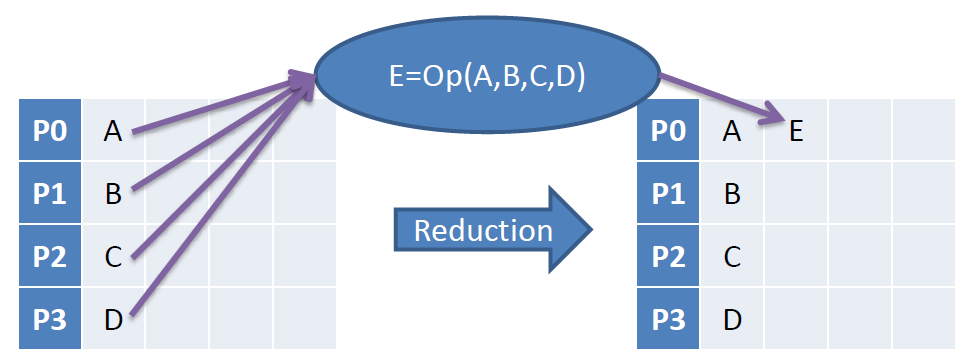 E=Op(A,B,C,D)
P0 A
P1 B
P2 C
P3 D
Reduction
P0 A E
P1 B
P2 C
P3 D